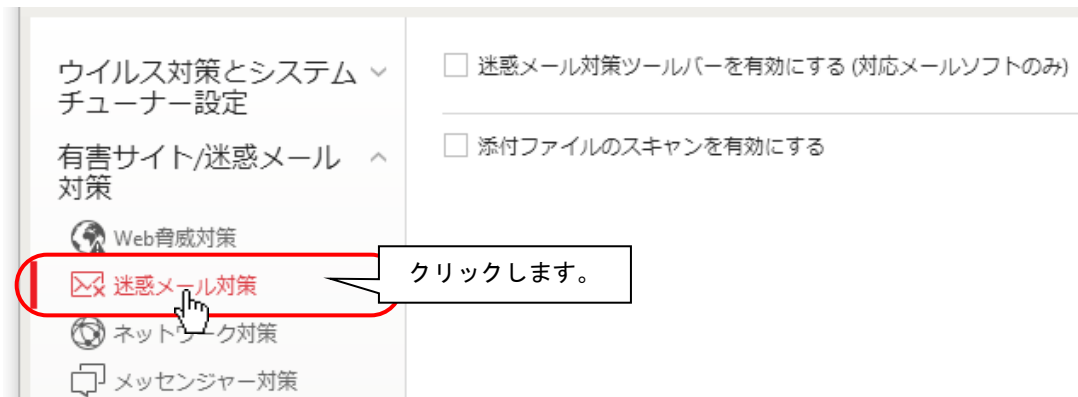 ウイルス対策とシステム
チューナー設定
有害サイト/迷惑メール
対策
Web脅威対策
迷惑メール対策
ネットワーク対策
メッセンジャー対策
迷惑メール対策ツールバーを有効にする (対応メールソフトのみ)
添付ファイルのスキャンを有効にする
クリックします。